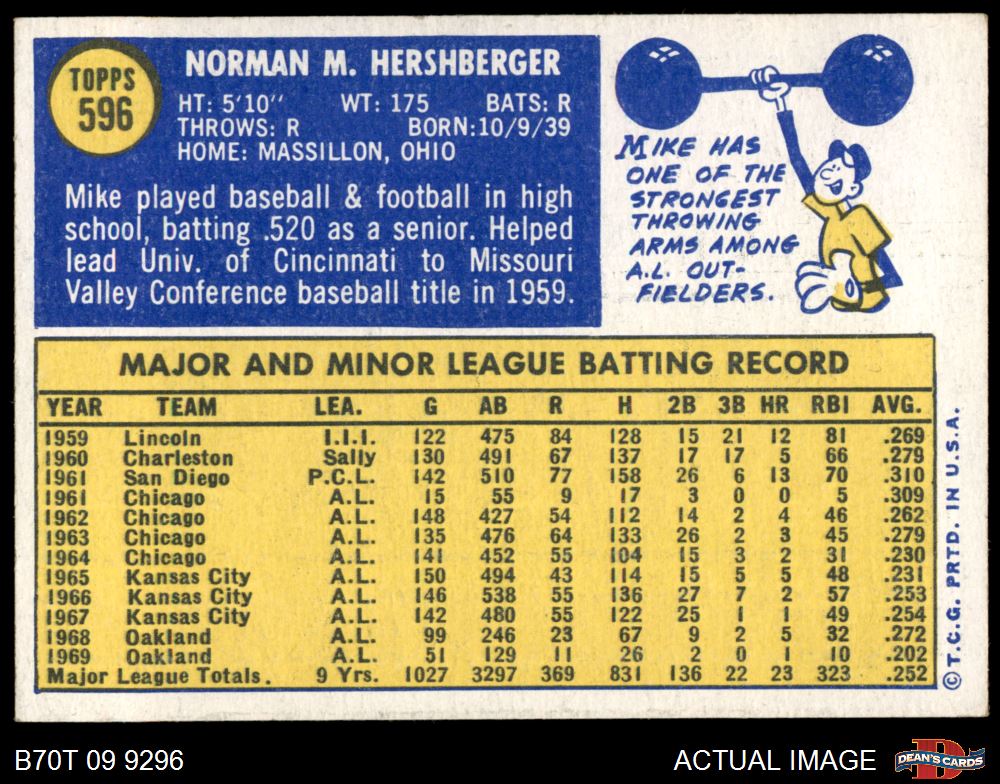 TOPPS
596
NORMAN M. HERSHBERGER
HT: 5'10" WT: 175 BATS: R
THROWS: R BORN:10/9/39
HOME: MASSILLON, OHIO
Mike played baseball & football in high
school, batting .520 as a senior. Helped
lead Univ. of Cincinnati to Missouri
Valley Conference baseball title in 1959.
MIKE HAS
ONE OF THE
STRONGEST
THROWING
ARMS AMONG
A.L. OUT-
FIELDERS.
MAJOR AND MINOR LEAGUE BATTING RECORD
YEAR TEAM LEA. G AB R H 2B 3B HR RBI AVG.
1959 Lincoln I.I.I. 122 475 84 128 15 21 12 81 .269
1960 Charleston Sally 130 491 67 137 17 17 5 66 .279
1961 San Diego P.C.L. 142 510 77 158 26 6 13 70 .310
1961 Chicago A.L. 15 55 9 17 3 0 0 5 .309
1962 Chicago A.L. 148 427 54 112 14 2 4 46 .262
1963 Chicago A.L. 135 476 64 133 26 2 3 45 .279
1964 Chicago A.L. 141 452 55 104 15 3 2 31 .230
1965 Kansas City A.L. 150 494 43 114 15 5 5 48 .231
1966 Kansas City A.L. 146 538 55 136 27 7 2 57 .253
1967 Kansas City A.L. 142 480 55 122 25 1 1 49 .254
1968 Oakland A.L. 99 246 23 67 9 2 5 32 .272
1969 Oakland A.L. 51 129 11 26 2 0 1 10 .202
Major League Totals. 9 Yrs. 1027 3297 369 831 136 22 23 323 .252
© T.C.G. PRTD. IN U.S.A.
B70T 09 9296
ACTUAL IMAGE
DEAN'S CARDS